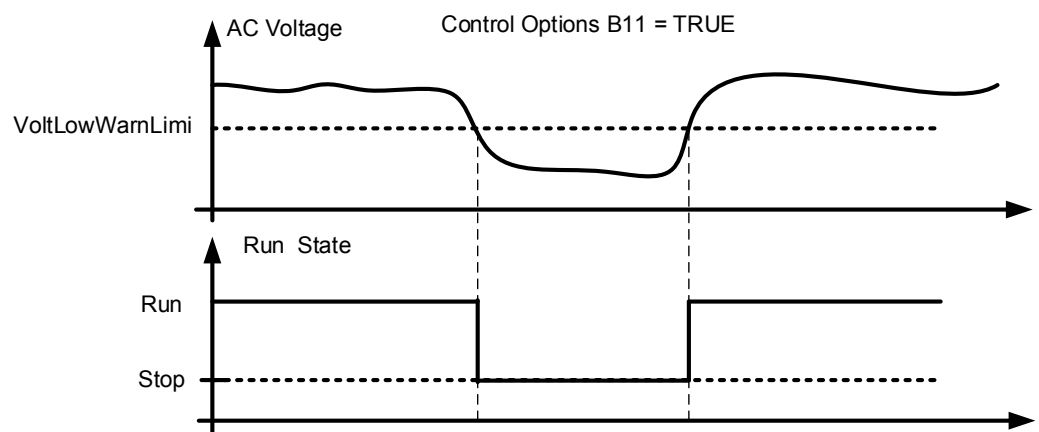 AC Voltage
Control Options B11 = TRUE
VoltLowWarnLimi
Run State
Run
Stop